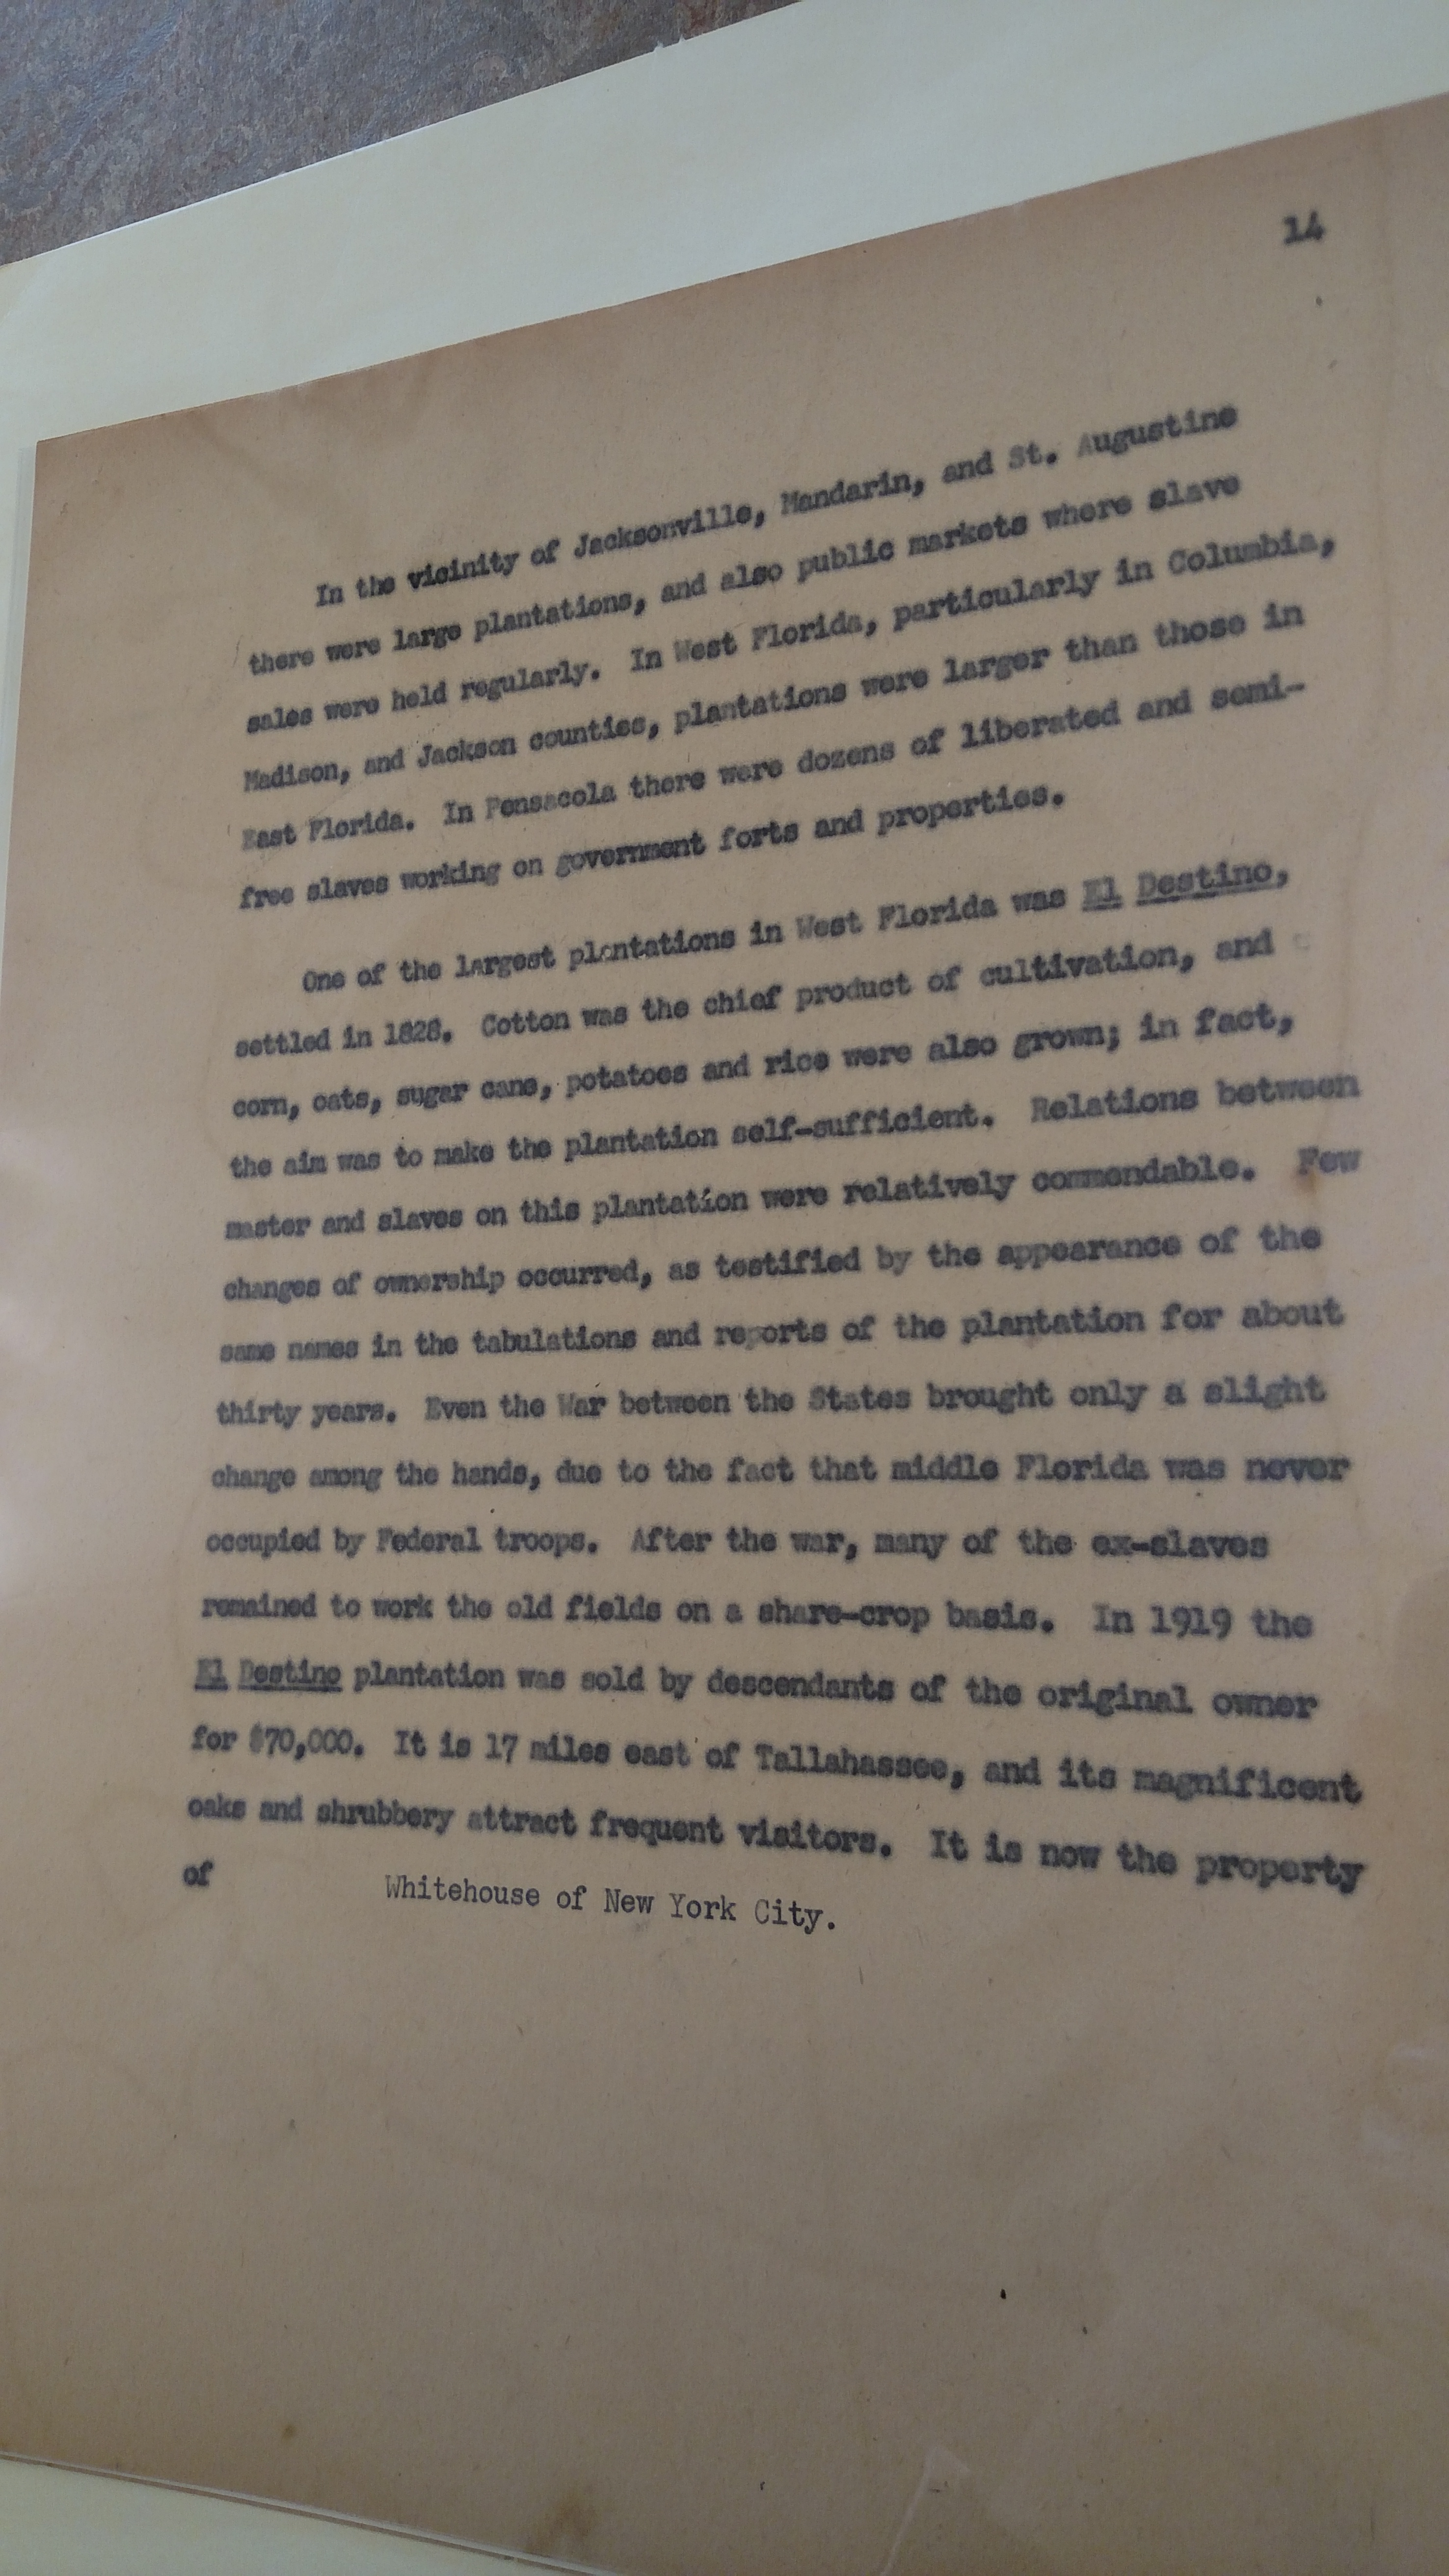 14
In the vicinity of Jacksonville, Mandarin, and St. Augustine
there were large plantations, and also public markets where slave
sales were held regularly. In West Florida, particularly in Columbia,
Madison, and Jackson counties, plantations were larger than those in
East Florida. In Pensacola there were dozens of liberated and semi-
free slaves working on government forts and properties.
One of the largest plantations in West Florida was El Destino,
settled in 1828. Cotton was the chief product of cultivation, and
corn, oats, sugar cane, potatoes and rice were also grown; in fact,
the aim was to make the plantation self-sufficient. Relations between
master and slaves on this plantation were relatively commendable. Few
changes of ownership occurred, as testified by the appearance of the
same names in the tabulations and reports of the plantation for about
thirty years. Even the War between the States brought only a slight
change among the hands, due to the fact that middle Florida was never
occupied by Federal troops. After the war, many of the ex-slaves
remained to work the old fields on a share-crop basis. In 1919 the
El Destino plantation was sold by descendants of the original owner
for $70,000. It is 17 miles east of Tallahassee, and its magnificent
oaks and shrubbery attract frequent visitors. It is now the property
of Whitehouse of New York City.